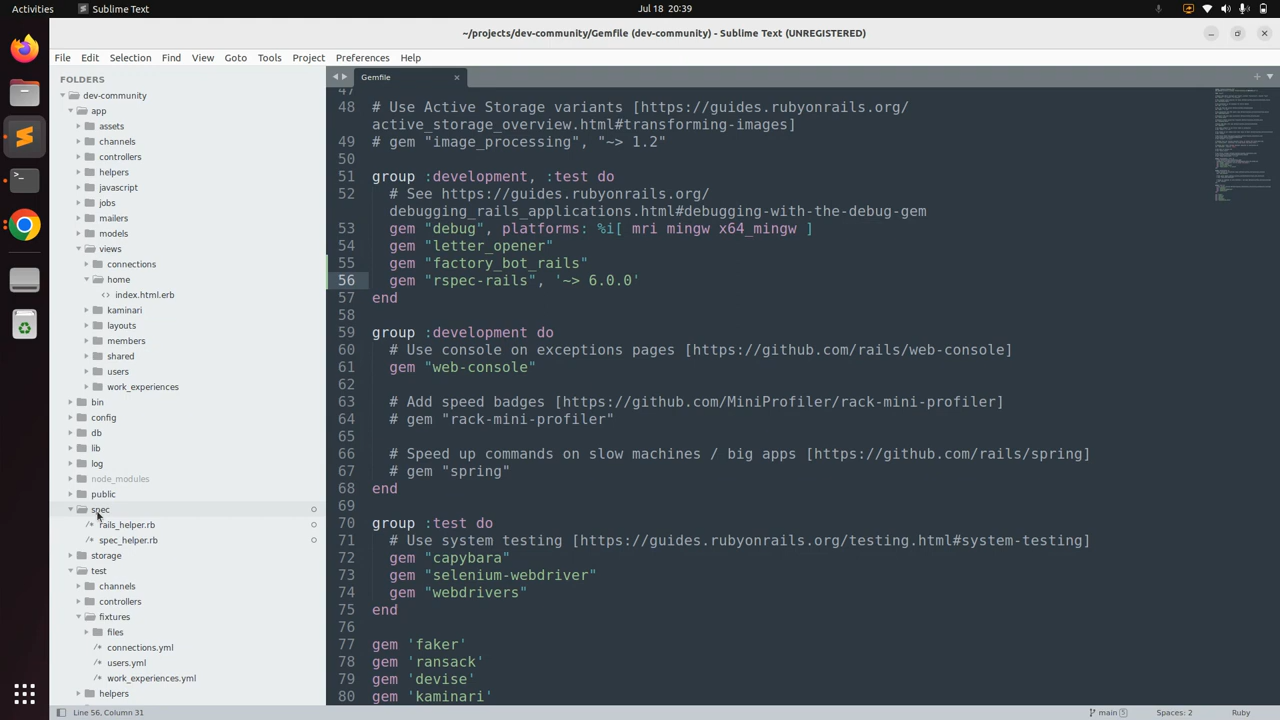 Activities
Sublime Text
Jul 18 20:39
~/projects/dev-community/Gemfile (dev-community) - Sublime Text (UNREGISTERED)
File Edit Selection Find View Goto Tools Project Preferences Help
FOLDERS
dev-community
app
assets
channels
controllers
helpers
javascript
jobs
mailers
models
views
connections
home
index.html.erb
kaminari
layouts
members
shared
users
work_experiences
bin
config
db
lib
log
node_modules
public
spec
rails_helper.rb
spec_helper.rb
storage
test
channels
controllers
fixtures
files
connections.yml
users.yml
work_experiences.yml
helpers
Gemfile
47
48 # Use Active Storage variants [https://guides.rubyonrails.org/
active_storage_overview.html#transforming-images]
49 # gem "image_processing", "~> 1.2"
50
51 group :development, :test do
52 # See https://guides.rubyonrails.org/
debugging_rails_applications.html#debugging-with-the-debug-gem
53 gem "debug", platforms: %i[ mri mingw x64_mingw ]
54 gem "letter_opener"
55 gem "factory_bot_rails"
56 gem "rspec-rails", '~> 6.0.0'
57 end
58
59 group :development do
60 # Use console on exceptions pages [https://github.com/rails/web-console]
61 gem "web-console"
62
63 # Add speed badges [https://github.com/MiniProfiler/rack-mini-profiler]
64 # gem "rack-mini-profiler"
65
66 # Speed up commands on slow machines / big apps [https://github.com/rails/spring]
67 # gem "spring"
68 end
69
70 group :test do
71 # Use system testing [https://guides.rubyonrails.org/testing.html#system-testing]
72 gem "capybara"
73 gem "selenium-webdriver"
74 gem "webdrivers"
75 end
76
77 gem 'faker'
78 gem 'ransack'
79 gem 'devise'
80 gem 'kaminari'
Line 56, Column 31
main 5
Spaces: 2
Ruby